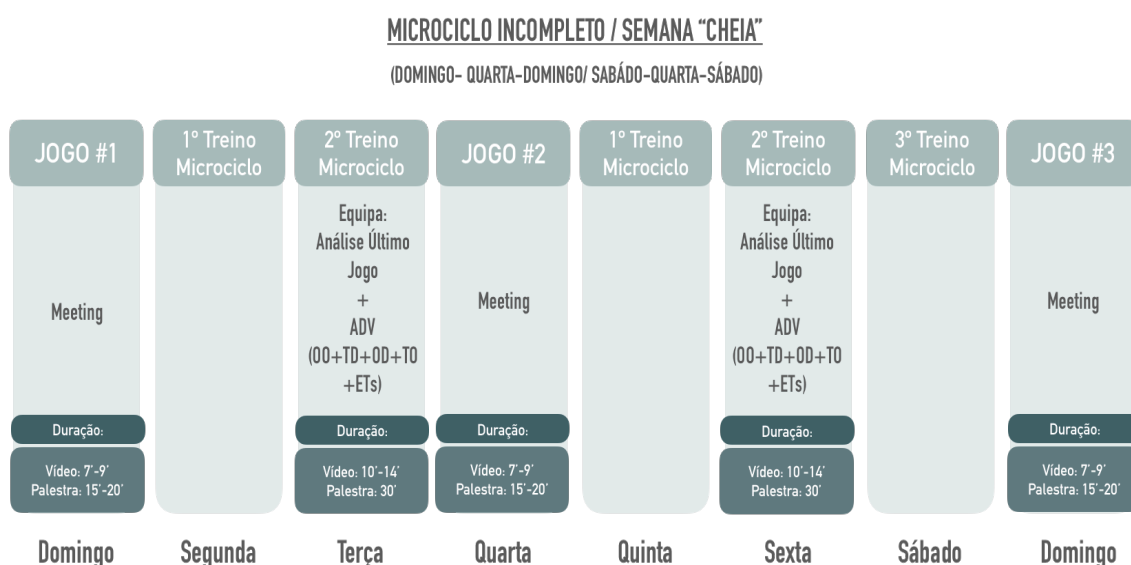 MICROCICLO INCOMPLETO / SEMANA “CHEIA”
(DOMINGO- QUARTA-DOMINGO/ SABÁDO-QUARTA-SÁBADO)
JOGO #1
Meeting
Duração:
Vídeo: 7'-9'
Palestra: 15'-20'
Domingo
1º Treino
Microciclo
Segunda
2º Treino
Microciclo
Equipa:
Análise Último
Jogo
+
ADV
(OO+TD+OD+TO
+ETs)
Duração:
Vídeo: 10'-14'
Palestra: 30'
Terça
JOGO #2
Meeting
Duração:
Vídeo: 7'-9'
Palestra: 15'-20'
Quarta
1º Treino
Microciclo
Quinta
2º Treino
Microciclo
Equipa:
Análise Último
Jogo
+
ADV
(OO+TD+OD+TO
+ETs)
Duração:
Vídeo: 10'-14'
Palestra: 30'
Sexta
3º Treino
Microciclo
Sábado
JOGO #3
Meeting
Duração:
Vídeo: 7'-9'
Palestra: 15'-20'
Domingo